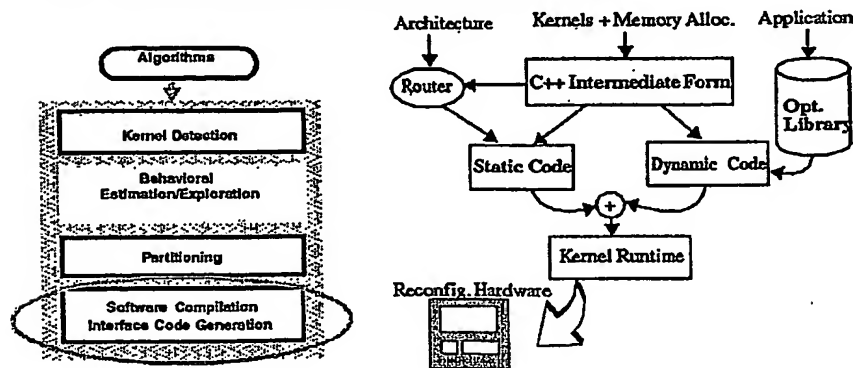 Algorithms
Kernel Detection
Behavioral
Estimation/Exploration
Partitioning
Software Compilation
Interface Code Generation
Architecture
Kernels + Memory Alloc.
Application
Router
C++ Intermediate Form
Opt.
Library
Static Code
Dynamic Code
+
Kernel Runtime
Reconfig. Hardware